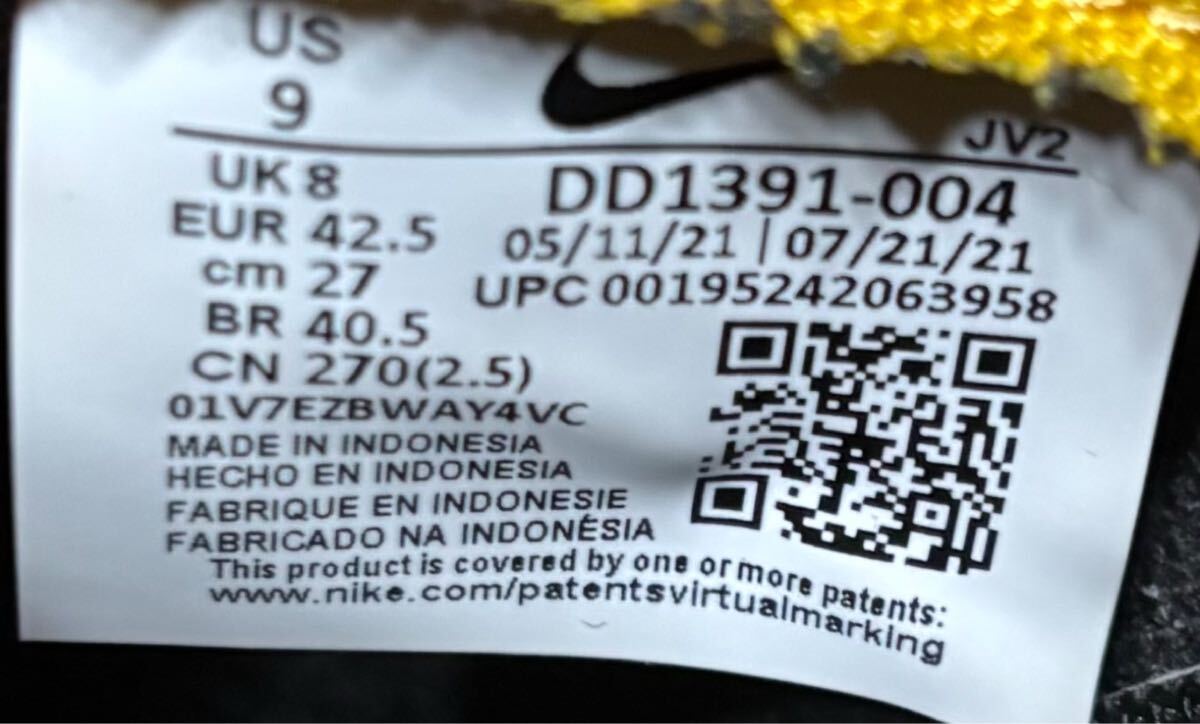 US
9
JV2
UK 8
EUR 42.5
cm 27
BR 40.5
CN 270(2.5)
DD1391-004
05/11/21 | 07/21/21
UPC 00195242063958
01V7EZBWAY4VC
MADE IN INDONESIA
HECHO EN INDONESIA
FABRIQUE EN INDONESIE
FABRICADO NA INDONÉSIA
This product is covered by one or more patents:
www.nike.com/patentsvirtualmarking